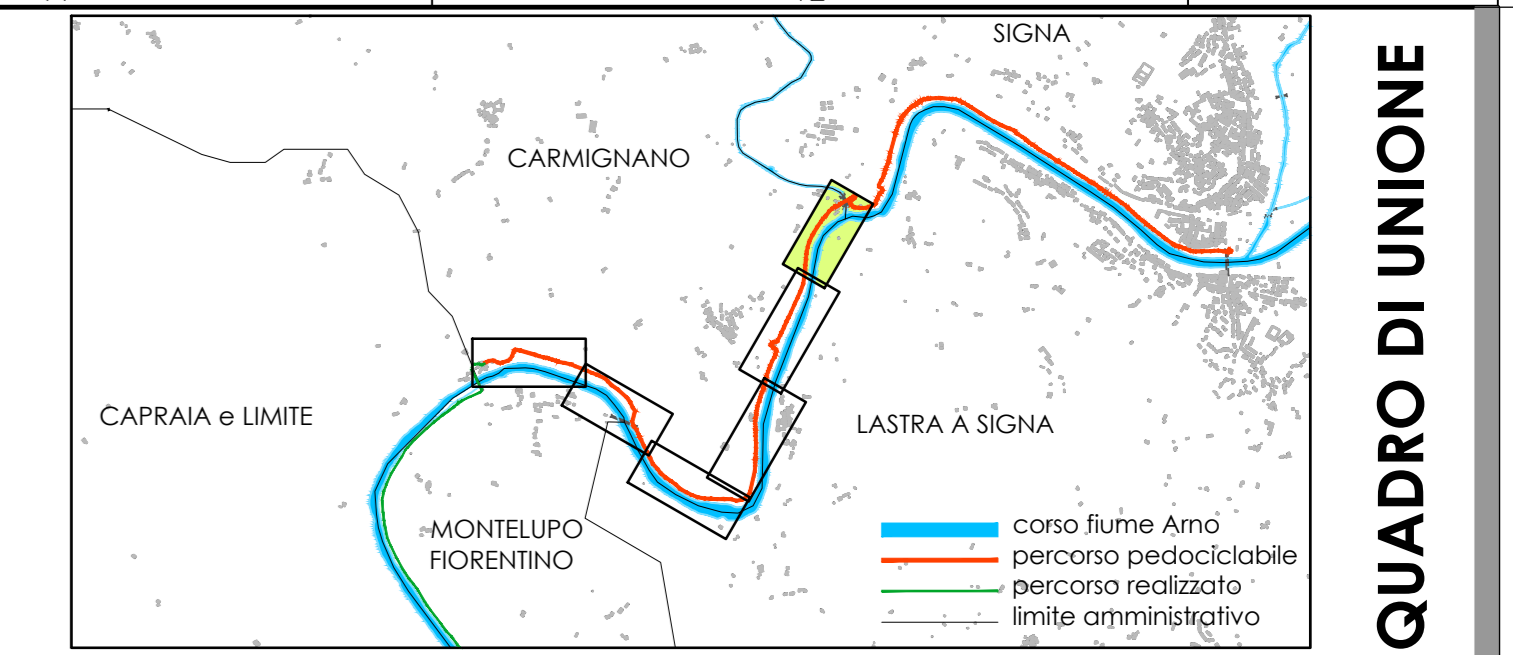 SIGNA
CARMIGNANO
CAPRAIA e LIMITE
LASTRA A SIGNA
MONTELUPO
FIORENTINO
corso fiume Arno
percorso pedociclabile
percorso realizzato
limite amministrativo
QUADRO DI UNIONE